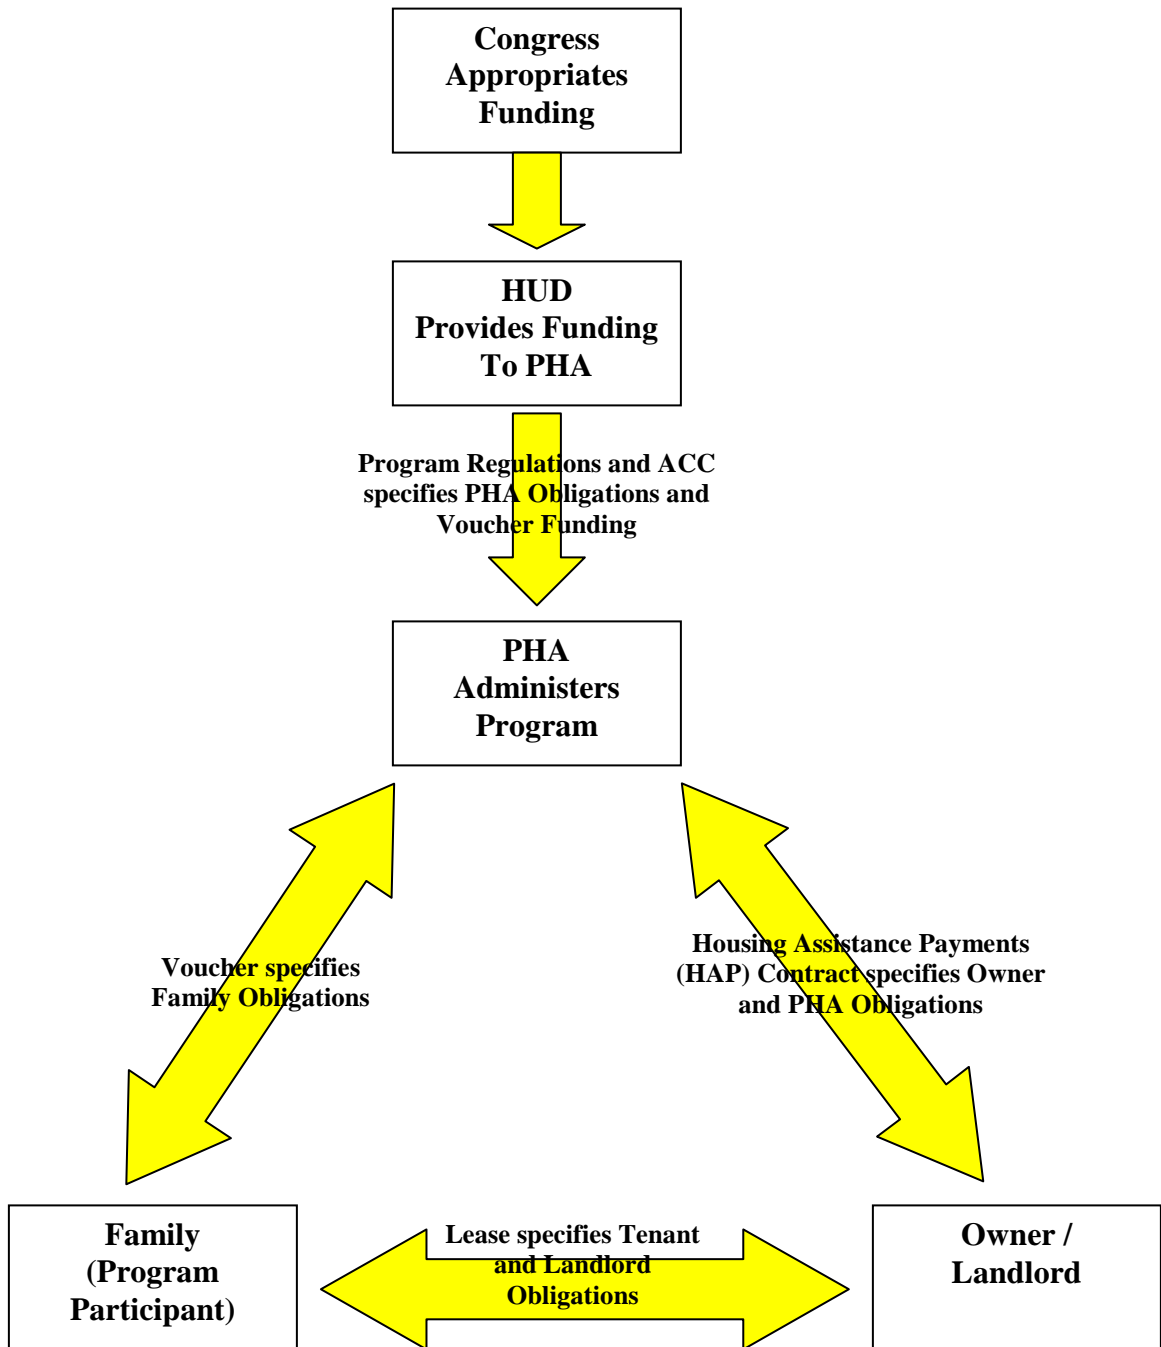 Congress
Appropriates
Funding
HUD
Provides Funding
To PHA
Program Regulations and ACC
specifies PHA Obligations and
Voucher Funding
PHA
Administers
Program
Voucher specifies
Family Obligations
Housing Assistance Payments
(HAP) Contract specifies Owner
and PHA Obligations
Family
(Program
Participant)
Lease specifies Tenant
and Landlord
Obligations
Owner /
Landlord